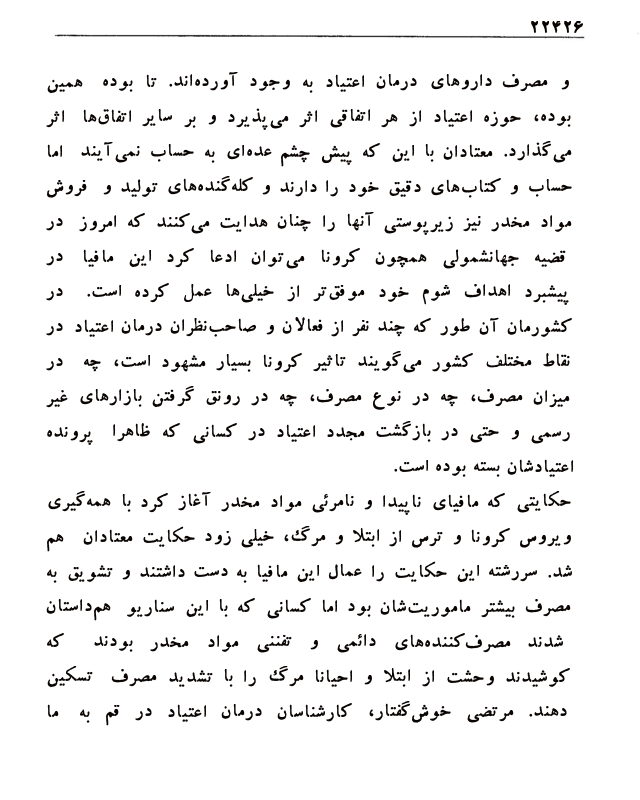 ۲۲۴۲۶
و مصرف داروهای درمان اعتیاد به وجود آورده‌اند. تا بوده همین
بوده، حوزه اعتیاد از هر اتفاقی اثر می‌پذیرد و بر سایر اتفاق‌ها اثر
می‌گذارد. معتادان با این که پیش چشم عده‌ای به حساب نمی‌آیند اما
حساب و کتاب‌های دقیق خود را دارند و کله‌گنده‌های تولید و فروش
مواد مخدر نیز زیرپوستی آنها را چنان هدایت می‌کنند که امروز در
قضیه جهانشمولی همچون کرونا می‌توان ادعا کرد این مافیا در
پیشبرد اهداف شوم خود موفق‌تر از خیلی‌ها عمل کرده است. در
کشورمان آن طور که چند نفر از فعالان و صاحب‌نظران درمان اعتیاد در
نقاط مختلف کشور می‌گویند تاثیر کرونا بسیار مشهود است، چه در
میزان مصرف، چه در نوع مصرف، چه در رونق گرفتن بازارهای غیر
رسمی و حتی در بازگشت مجدد اعتیاد در کسانی که ظاهرا پرونده
اعتیادشان بسته بوده است.
حکایتی که مافیای ناپیدا و نامرئی مواد مخدر آغاز کرد با همه‌گیری
ویروس کرونا و ترس از ابتلا و مرگ، خیلی زود حکایت معتادان هم
شد. سررشته این حکایت را عمال این مافیا به دست داشتند و تشویق به
مصرف بیشتر ماموریت‌شان بود اما کسانی که با این سناریو هم‌داستان
شدند مصرف‌کننده‌های دائمی و تفننی مواد مخدر بودند که
کوشیدند وحشت از ابتلا و احیانا مرگ را با تشدید مصرف تسکین
دهند. مرتضی خوش‌گفتار، کارشناسان درمان اعتیاد در قم به ما